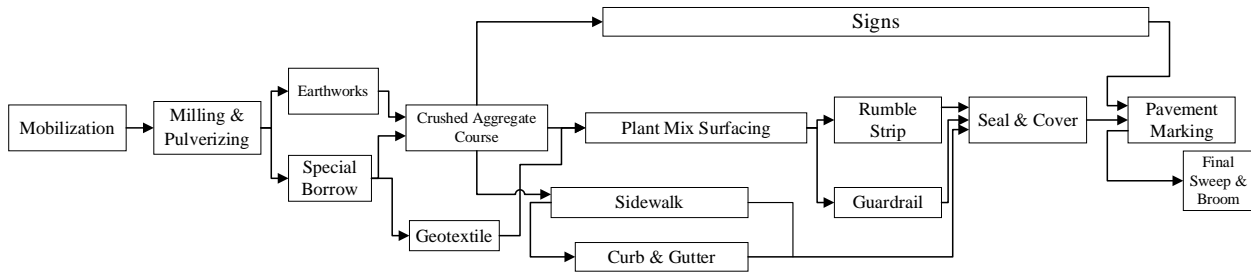 Signs
Earthworks
Mobilization
Milling &
Pulverizing
Crushed Aggregate
Course
Plant Mix Surfacing
Rumble
Strip
Seal & Cover
Pavement
Marking
Special
Borrow
Final
Sweep &
Broom
Sidewalk
Guardrail
Geotextile
Curb & Gutter